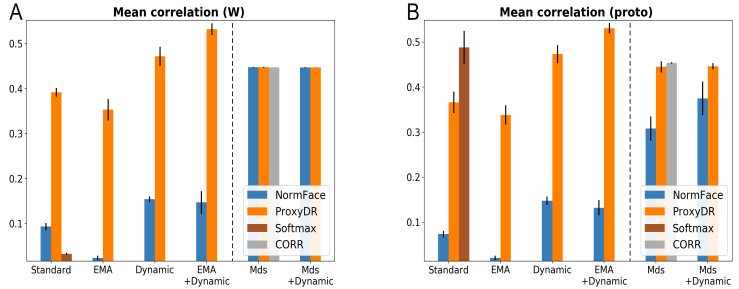 A
Mean correlation (W)
0.5
0.4
0.3
0.2
0.1
NormFace
ProxyDR
Softmax
CORR
Standard
EMA
Dynamic
EMA
+Dynamic
Mds
Mds
+Dynamic
B
Mean correlation (proto)
0.5
0.4
0.3
0.2
0.1
NormFace
ProxyDR
Softmax
CORR
Standard
EMA
Dynamic
EMA
+Dynamic
Mds
Mds
+Dynamic